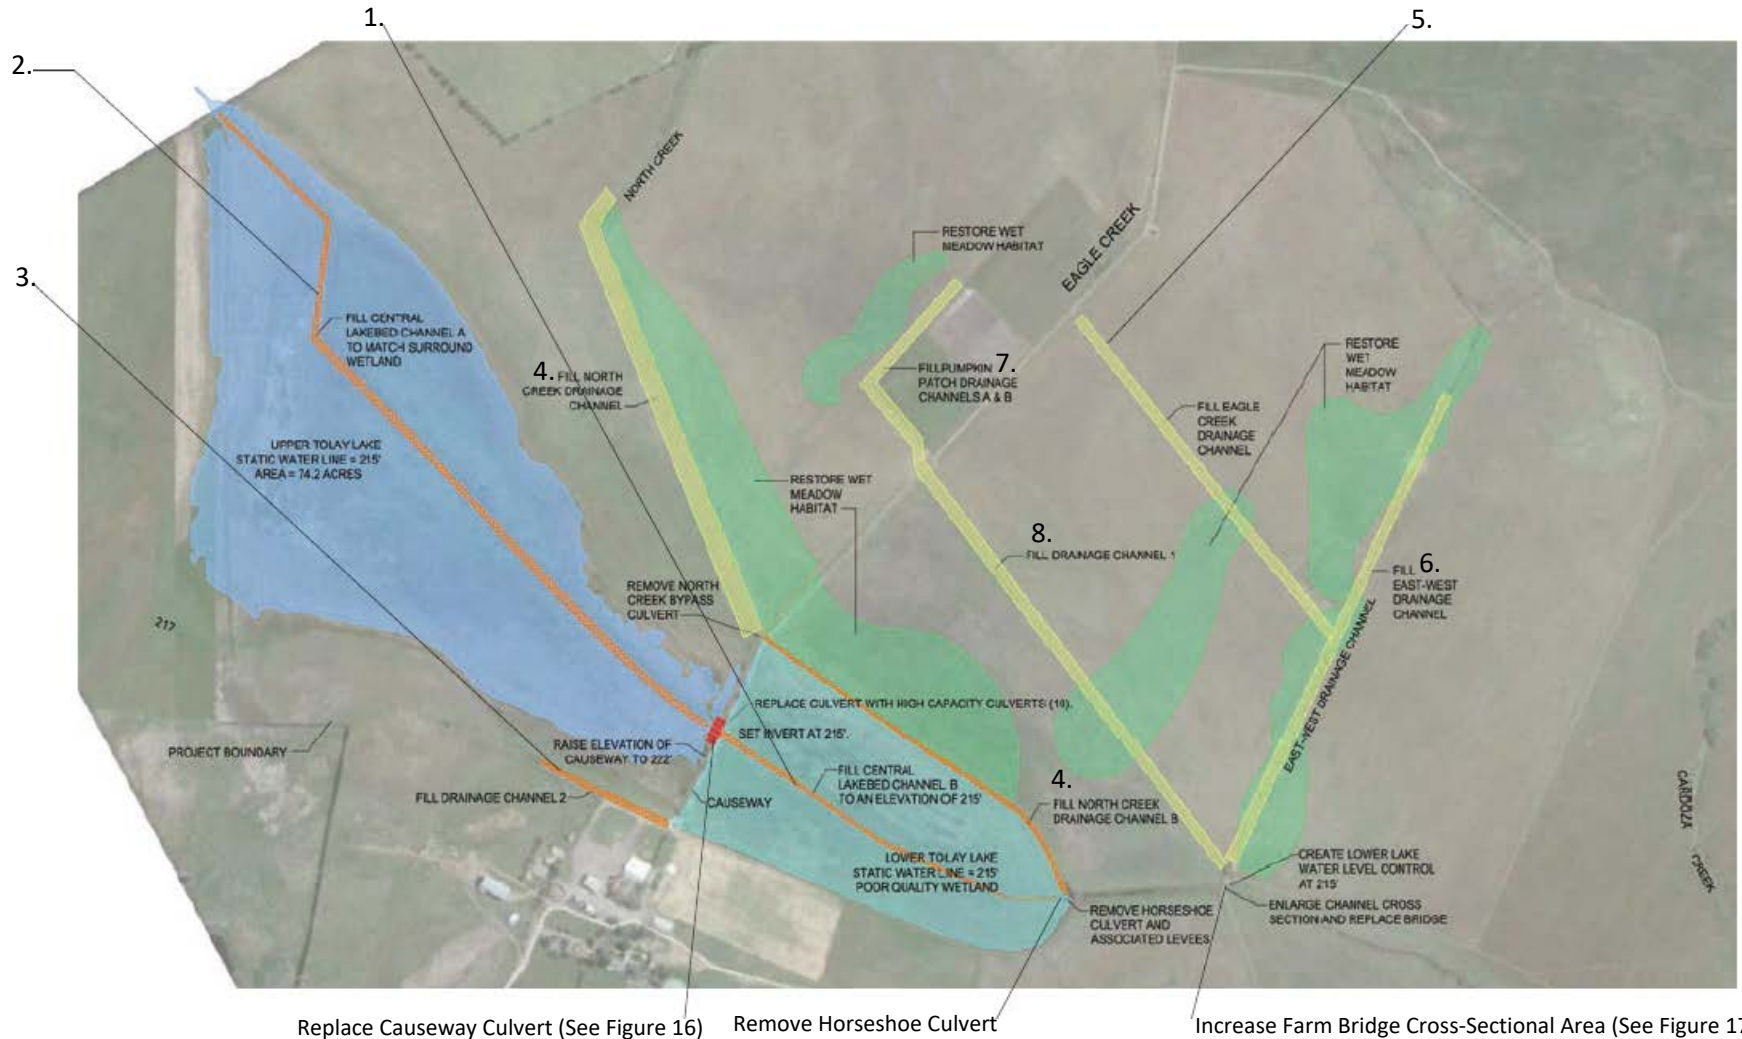 1.
5.
2.
NORTH CREEK
RESTORE WET
MEADOW HABITAT
EAGLE CREEK
3.
FILL CENTRAL
LAKEBED CHANNEL A
TO MATCH SURROUND
WETLAND
4. FILL NORTH
CREEK DRAINAGE
CHANNEL
FILLPUMPKIN 7.
PATCH DRAINAGE
CHANNELS A & B
RESTORE
WET
MEADOW
HABITAT
FILL EAGLE
CREEK
DRAINAGE
CHANNEL
UPPER TOLAY LAKE
STATIC WATER LINE = 215'
AREA = 74.2 ACRES
RESTORE WET
MEADOW
HABITAT
8.
FILL DRAINAGE CHANNEL 1
FILL 6.
EAST-WEST
DRAINAGE
CHANNEL
REMOVE NORTH
CREEK BYPASS
CULVERT
217
EAST-WEST DRAINAGE CHANNEL
REPLACE CULVERT WITH HIGH CAPACITY CULVERTS (10).
SET INVERT AT 215'.
PROJECT BOUNDARY
RAISE ELEVATION OF
CAUSEWAY TO 222'
FILL CENTRAL
LAKEBED CHANNEL B
TO AN ELEVATION OF 215'
FILL DRAINAGE CHANNEL 2
CAUSEWAY
4.
FILL NORTH CREEK
DRAINAGE CHANNEL B
CARDOZA CREEK
LOWER TOLAY LAKE
STATIC WATER LINE = 215'
POOR QUALITY WETLAND
CREATE LOWER LAKE
WATER LEVEL CONTROL
AT 215'
ENLARGE CHANNEL CROSS
SECTION AND REPLACE BRIDGE
REMOVE HORSESHOE
CULVERT AND
ASSOCIATED LEVEES
Replace Causeway Culvert (See Figure 16)
Remove Horseshoe Culvert
Increase Farm Bridge Cross-Sectional Area (See Figure 17